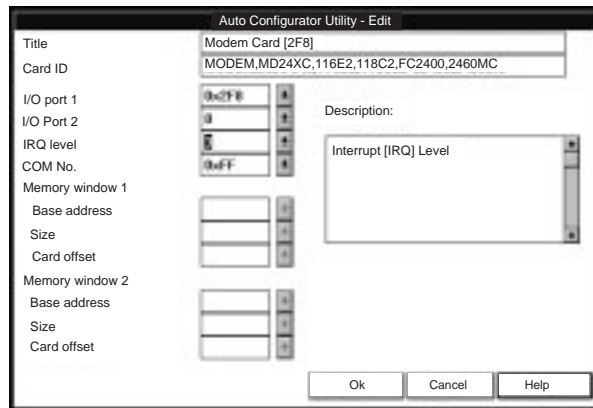 Auto Configurator Utility - Edit
Title Modem Card [2F8]
Card ID MODEM,MD24XC,116E2,118C2,FC2400,2460MC
I/O port 1 0x2F8
I/O Port 2 0
IRQ level
COM No. 0xFF
Description:
Interrupt [IRQ] Level
Memory window 1
Base address
Size
Card offset
Memory window 2
Base address
Size
Card offset
Ok Cancel Help